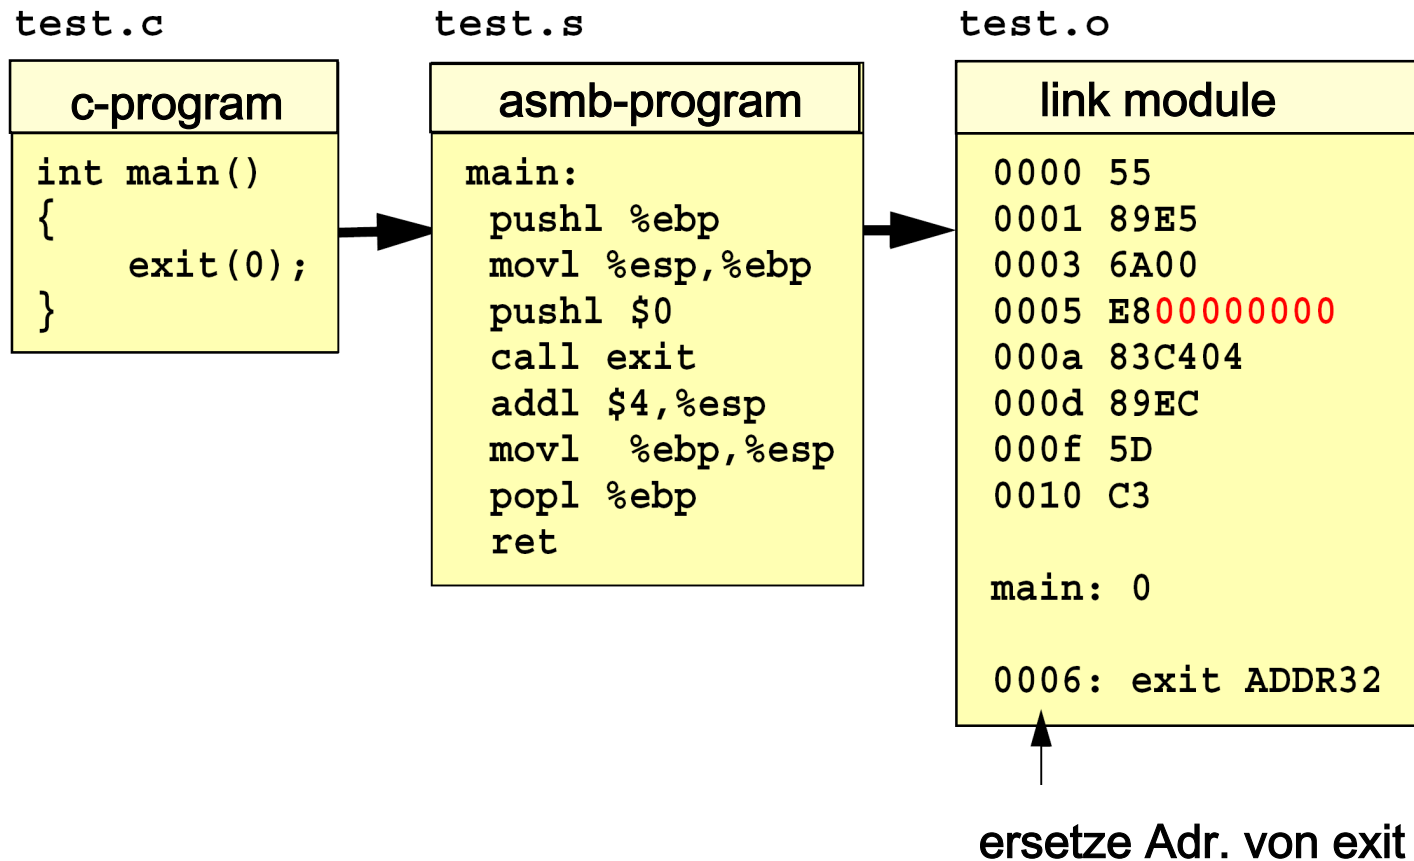 test.c
c-program
int main()
{
    exit(0);
}
test.s
asmb-program
main:
 pushl %ebp
 movl %esp,%ebp
 pushl $0
 call exit
 addl $4,%esp
 movl  %ebp,%esp
 popl %ebp
 ret
test.o
link module
0000 55
0001 89E5
0003 6A00
0005 E800000000
000a 83C404
000d 89EC
000f 5D
0010 C3
main: 0
0006: exit ADDR32
ersetze Adr. von exit